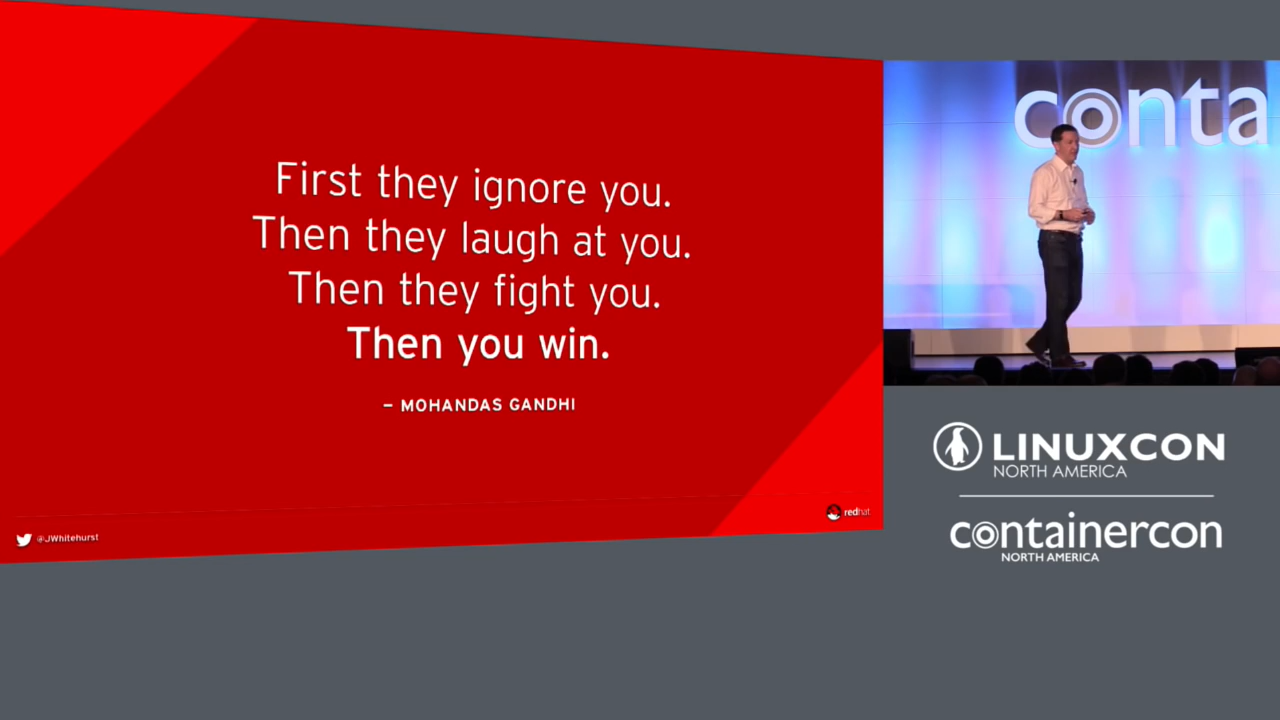 First they ignore you.
Then they laugh at you.
Then they fight you.
Then you win.
– MOHANDAS GANDHI
@JWhitehurst
redhat
conta
LINUXCON
NORTH AMERICA
containercon
NORTH AMERICA